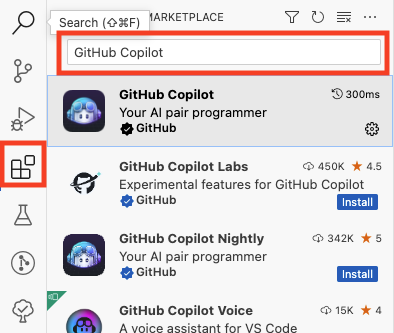 Search (⇧⌘F)
MARKETPLACE
GitHub Copilot
GitHub Copilot 300ms
Your AI pair programmer
GitHub
GitHub Copilot Labs 450K ★ 4.5
Experimental features for GitHub Copilot
GitHub Install
GitHub Copilot Nightly 342K ★ 5
Your AI pair programmer
GitHub Install
GitHub Copilot Voice 15K ★ 4
A voice assistant for VS Code